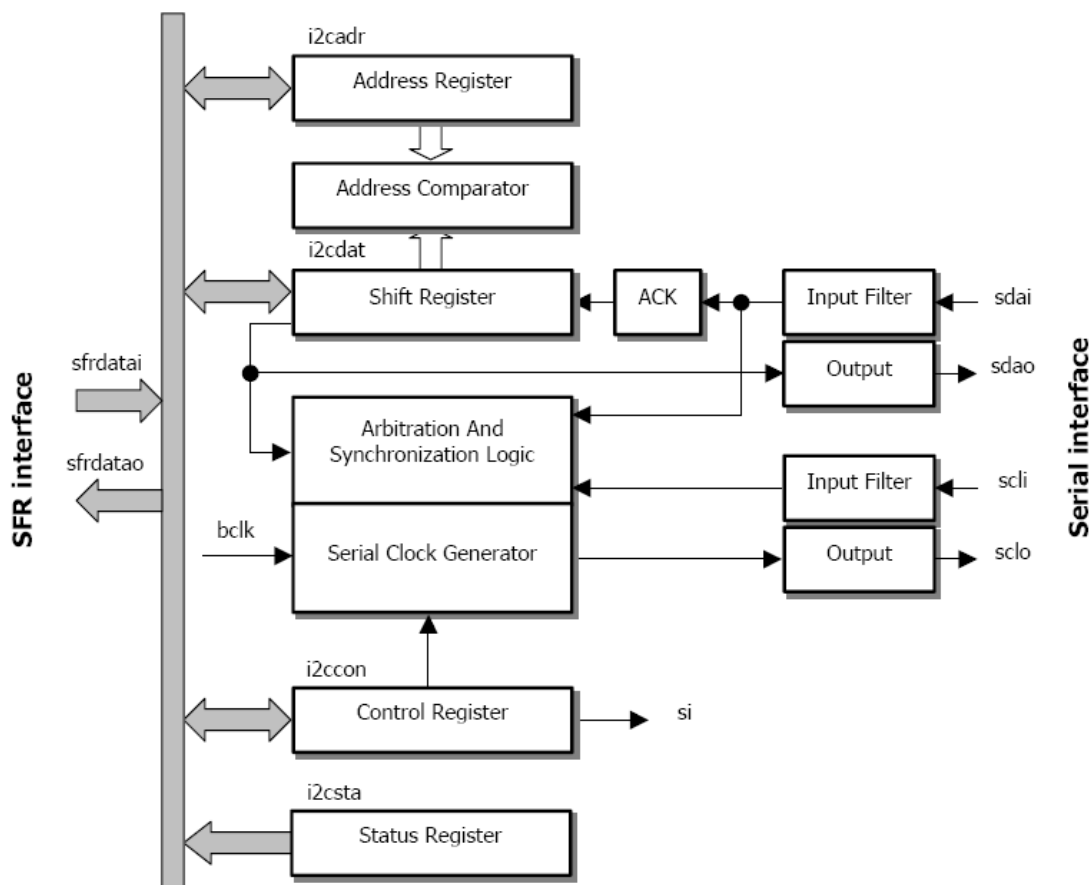 i2cadr
Address Register
Address Comparator
i2cdat
Shift Register
ACK
Input Filter
sdai
sfrdatai
Output
sdao
SFR interface
Serial interface
Arbitration And
Synchronization Logic
sfrdatao
Input Filter
scli
bclk
Serial Clock Generator
Output
sclo
i2ccon
Control Register
si
i2csta
Status Register